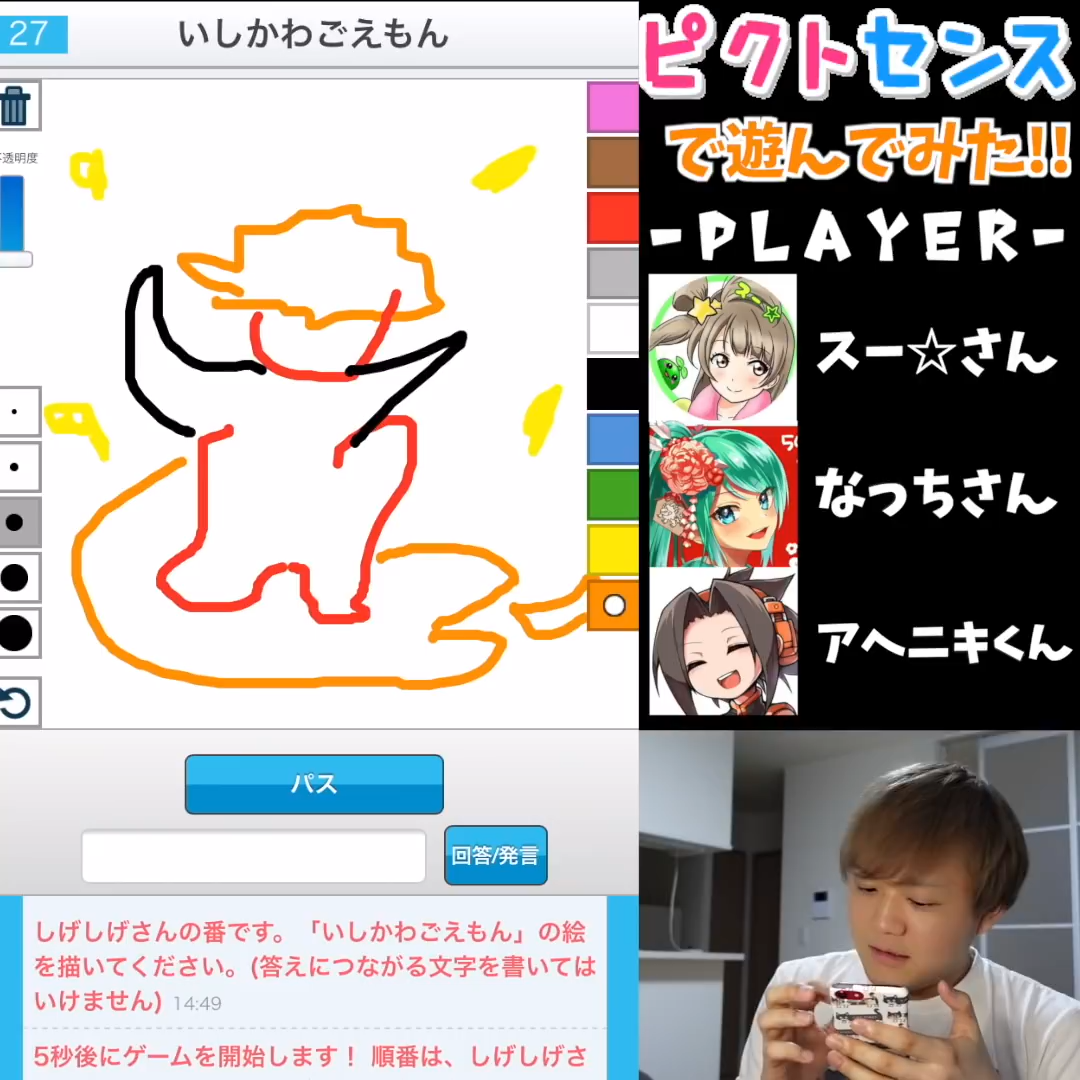 27
いしかわごえもん
不透明度
パス
回答/発言
しげしげさんの番です。「いしかわごえもん」の絵
を描いてください。(答えにつながる文字を書いては
いけません) 14:49
5秒後にゲームを開始します！ 順番は、しげしげさ
ピクトセンス
で遊んでみた!!
-PLAYER-
スー☆さん
なっちさん
アヘニキくん